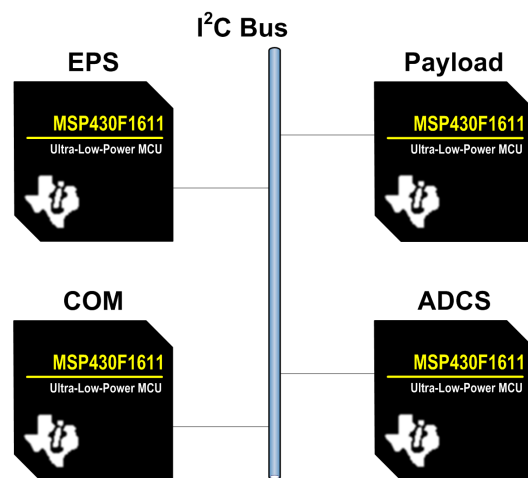 I²C Bus
EPS
Payload
MSP430F1611
Ultra-Low-Power MCU
MSP430F1611
Ultra-Low-Power MCU
COM
ADCS
MSP430F1611
Ultra-Low-Power MCU
MSP430F1611
Ultra-Low-Power MCU